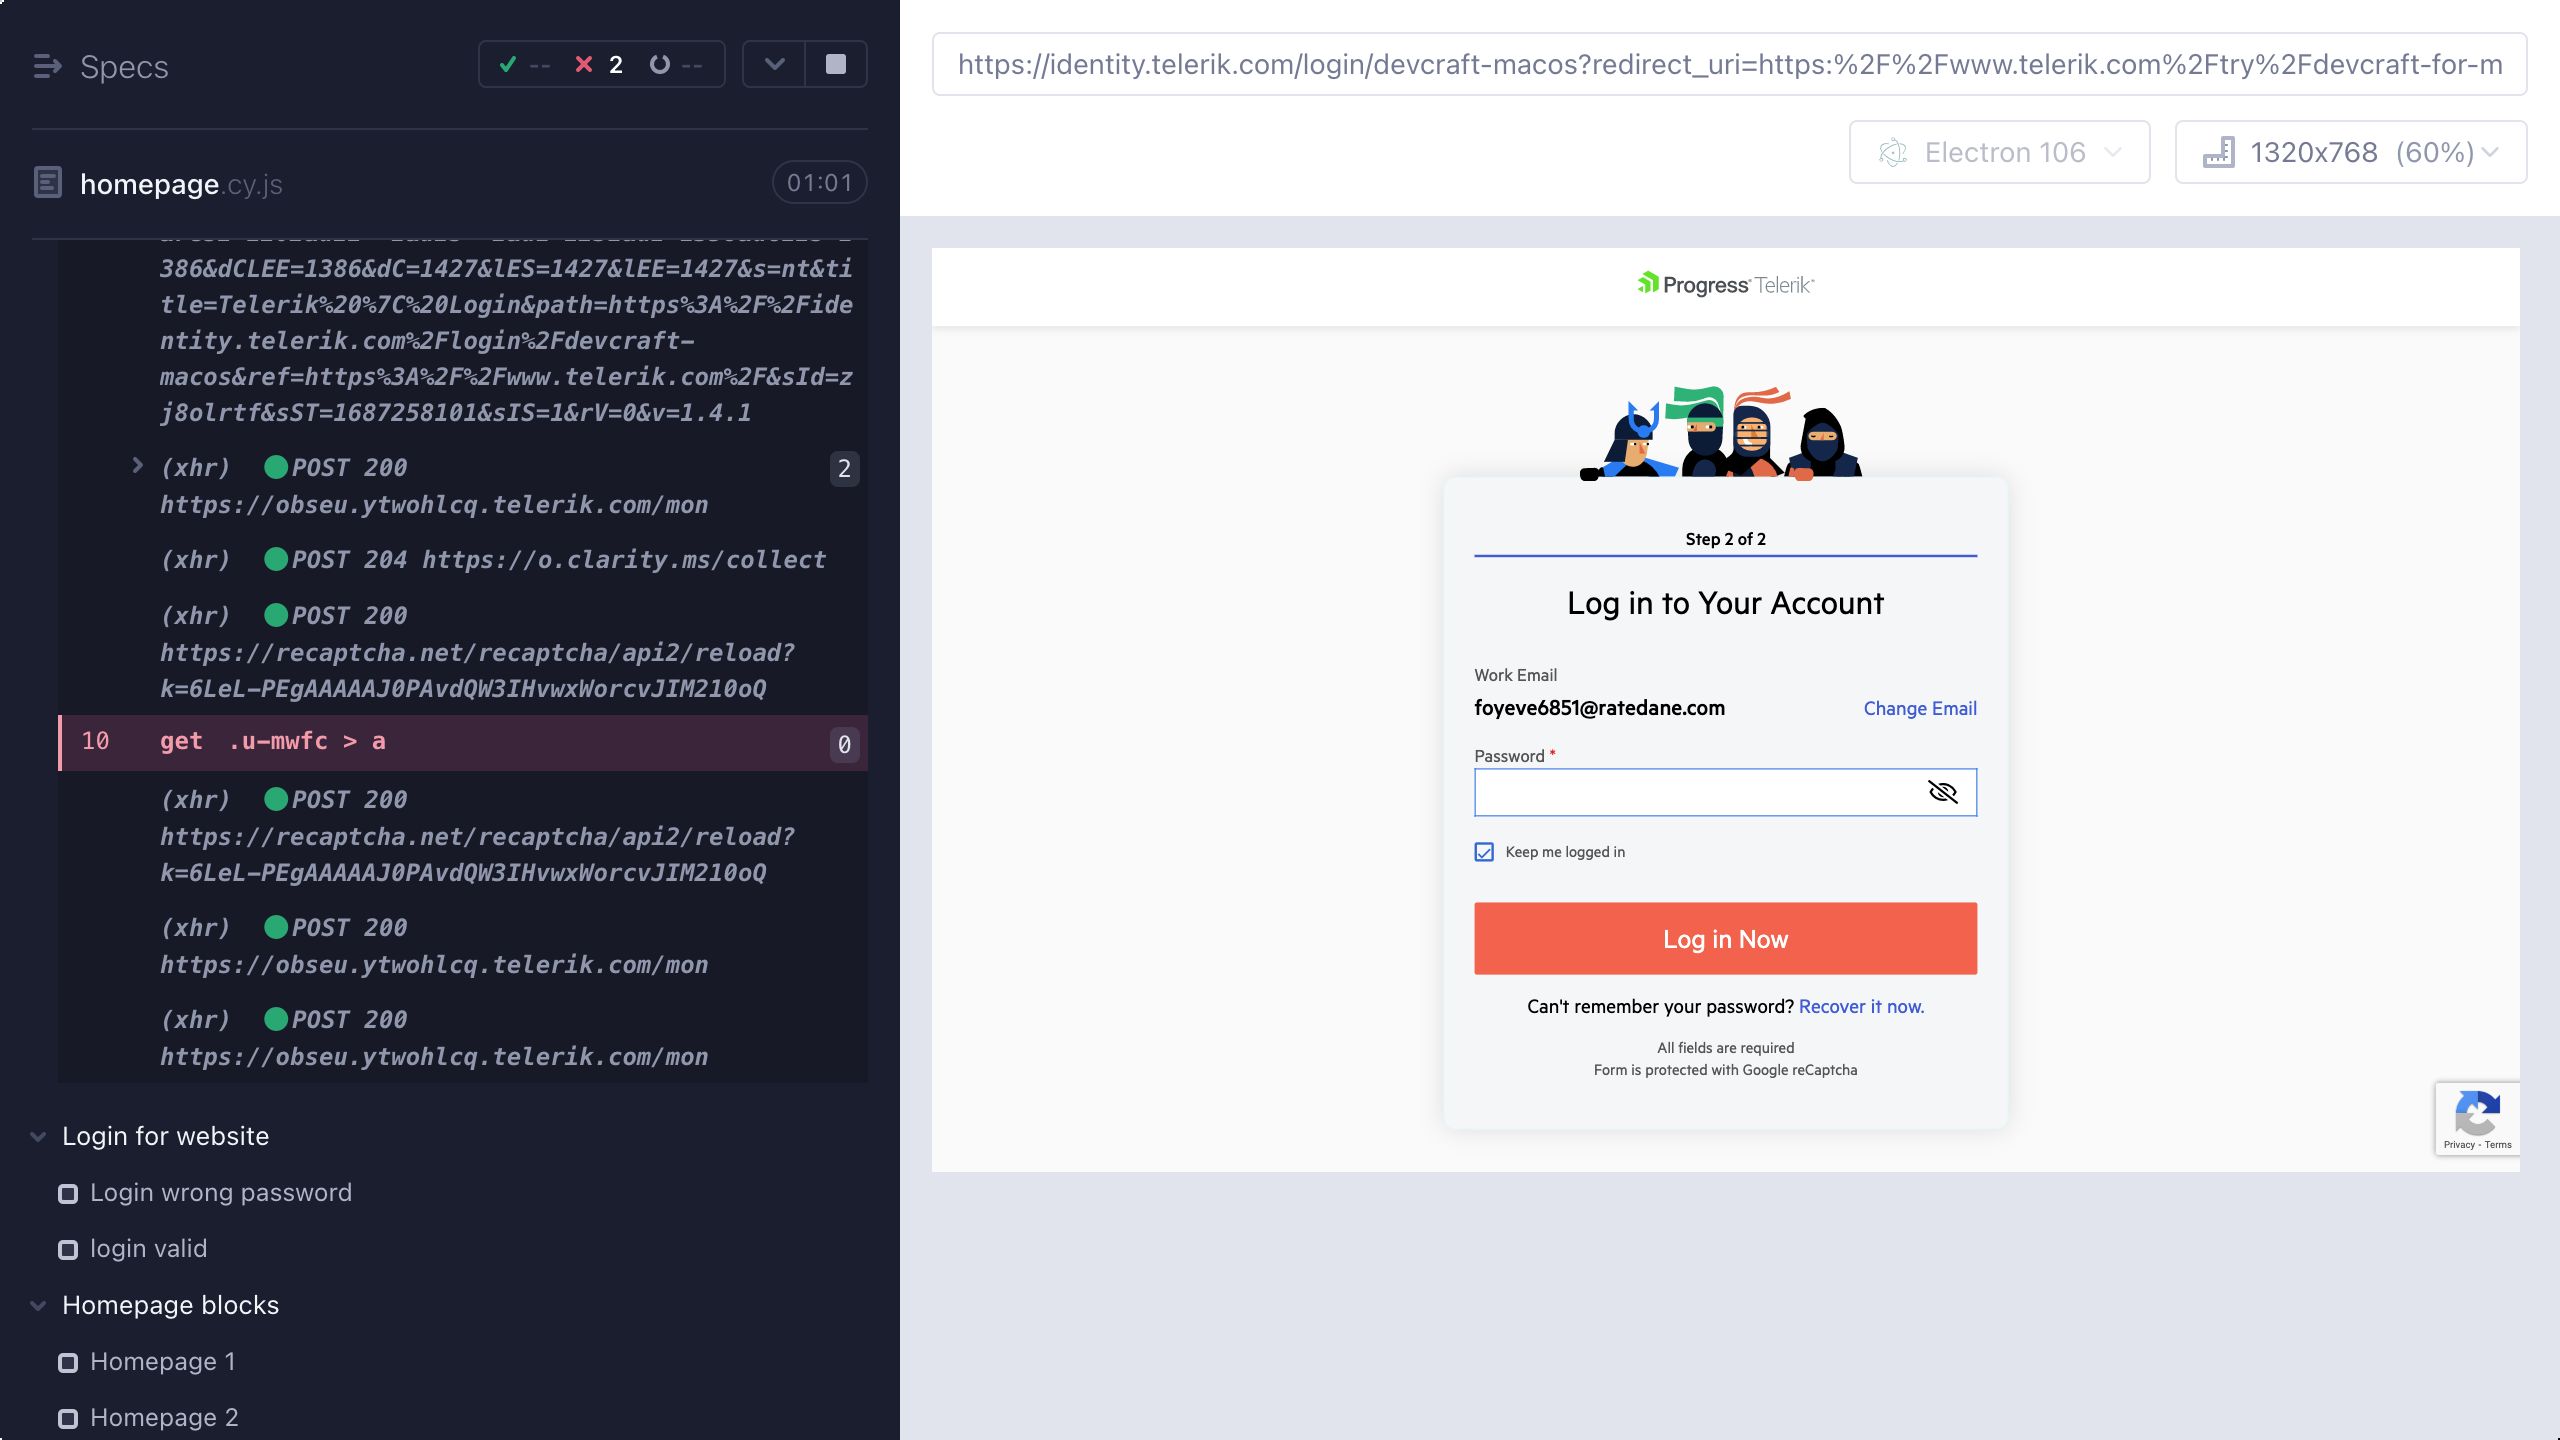 Specs
-- 2 --
homepage.cy.js
01:01
386&dCLEE=1386&dC=1427&lES=1427&lEE=1427&s=nt&ti
tle=Telerik%20%7C%20Login&path=https%3A%2F%2Fide
ntity.telerik.com%2Flogin%2Fdevcraft-
macos&ref=https%3A%2F%2Fwww.telerik.com%2F&sId=z
j8olrtf&sST=1687258101&sIS=1&rV=0&v=1.4.1
(xhr) POST 200
2
https://obseu.ytwohlcq.telerik.com/mon
(xhr) POST 204 https://o.clarity.ms/collect
(xhr) POST 200
https://recaptcha.net/recaptcha/api2/reload?
k=6LeL-PEgAAAAAJ0PAvdQW3IHvwxWorcvJIM210oQ
10 get .u-mwfc > a
0
(xhr) POST 200
https://recaptcha.net/recaptcha/api2/reload?
k=6LeL-PEgAAAAAJ0PAvdQW3IHvwxWorcvJIM210oQ
(xhr) POST 200
https://obseu.ytwohlcq.telerik.com/mon
(xhr) POST 200
https://obseu.ytwohlcq.telerik.com/mon
Login for website
Login wrong password
login valid
Homepage blocks
Homepage 1
Homepage 2
https://identity.telerik.com/login/devcraft-macos?redirect_uri=https:%2F%2Fwww.telerik.com%2Ftry%2Fdevcraft-for-m
Electron 106
1320x768 (60%)
Progress Telerik
Step 2 of 2
Log in to Your Account
Work Email
foyeve6851@ratedane.com
Change Email
Password *
Keep me logged in
Log in Now
Can't remember your password? Recover it now.
All fields are required
Form is protected with Google reCaptcha
Privacy - Terms